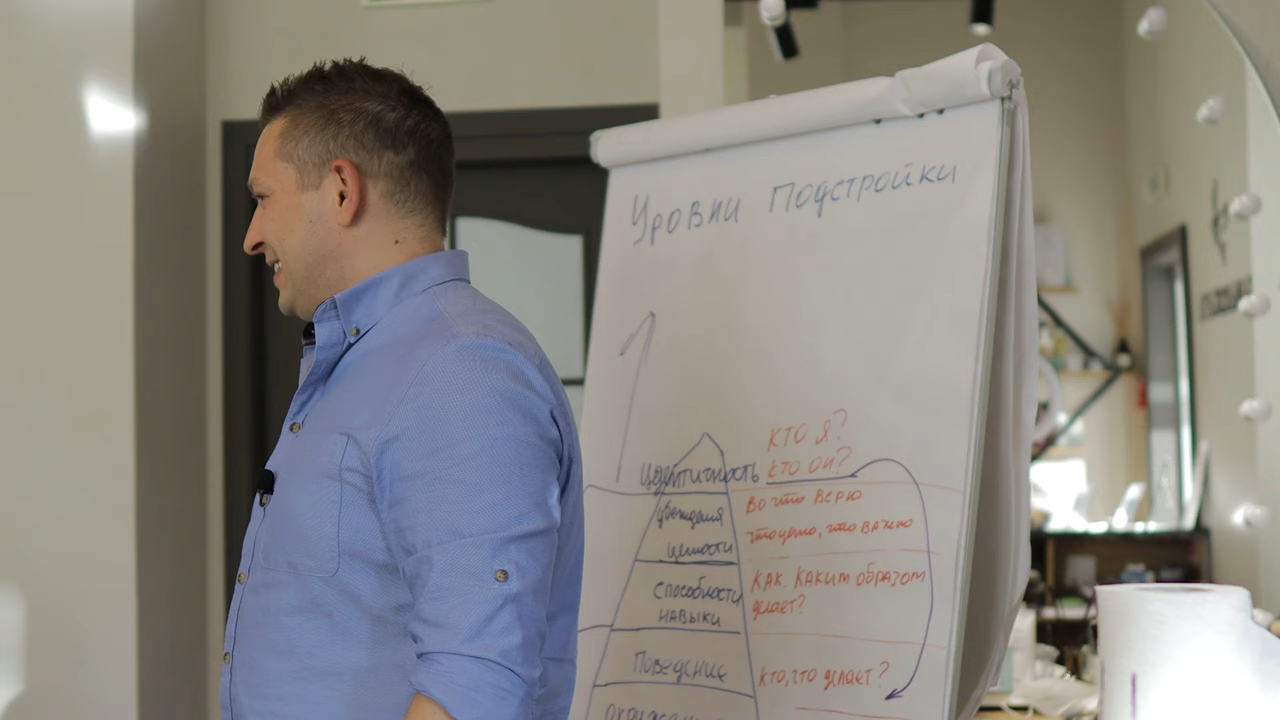 Уровни Подстройки
Кто я?
Идентичность Кто он?
убеждения во что верю
ценности что ценно, что важно
Способности Как. Каким образом
навыки делает?
Поведение кто, что делает?